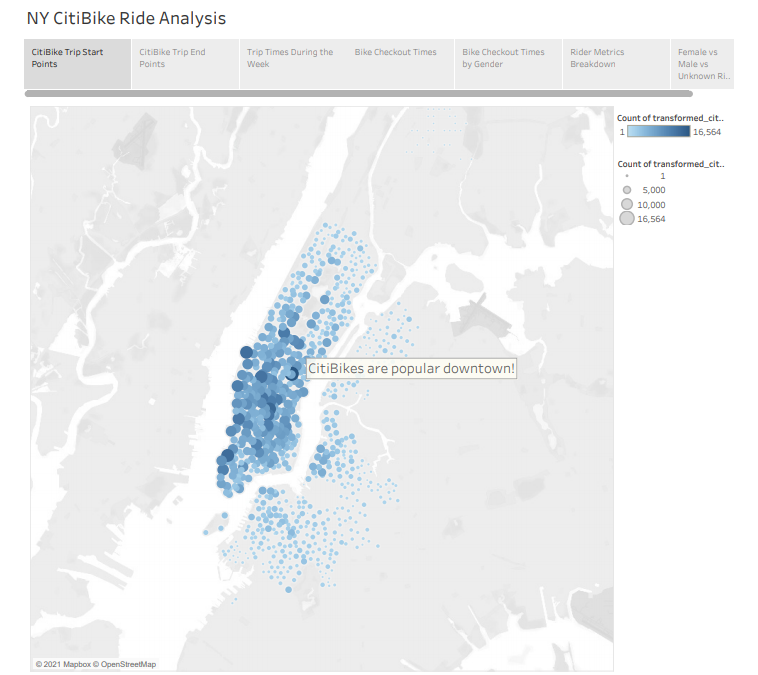 NY CitiBike Ride Analysis
CitiBike Trip Start
Points
CitiBike Trip End
Points
Trip Times During the
Week
Bike Checkout Times
Bike Checkout Times
by Gender
Rider Metrics
Breakdown
Female vs
Male vs
Unknown Ri..
Count of transformed_cit..
1 16,564
Count of transformed_cit..
1
5,000
10,000
16,564
CitiBikes are popular downtown!
© 2021 Mapbox © OpenStreetMap